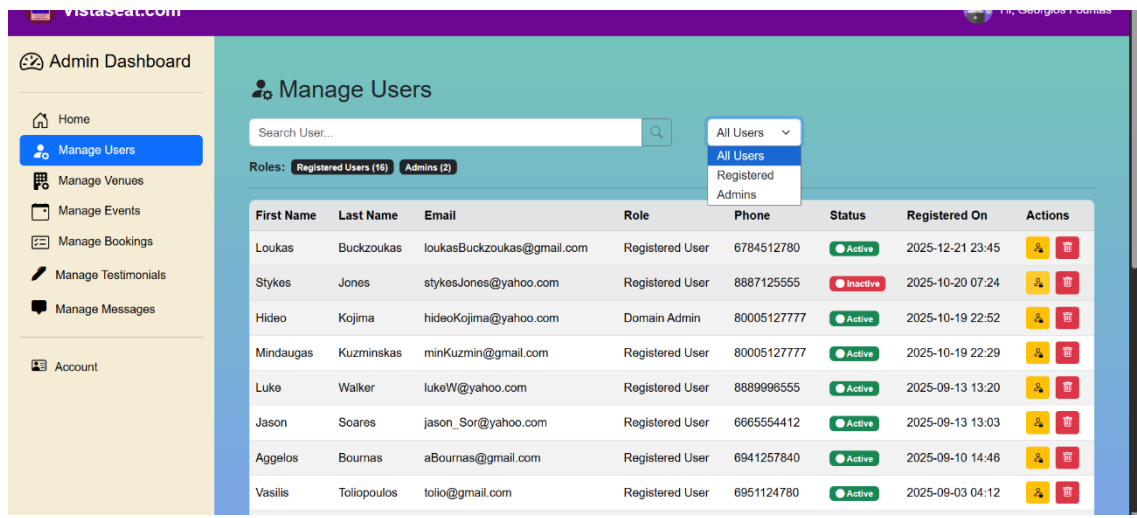 Vistaseat.com
Hi, Georgios Fountas
Admin Dashboard
Home
Manage Users
Manage Venues
Manage Events
Manage Bookings
Manage Testimonials
Manage Messages
Account
Manage Users
Search User...
All Users
All Users
Registered
Admins
Roles: Registered Users (16) Admins (2)
First Name Last Name Email Role Phone Status Registered On Actions
Loukas Buckzoukas loukasBuckzoukas@gmail.com Registered User 6784512780 Active 2025-12-21 23:45
Stykes Jones stykesJones@yahoo.com Registered User 8887125555 Inactive 2025-10-20 07:24
Hideo Kojima hideoKojima@yahoo.com Domain Admin 80005127777 Active 2025-10-19 22:52
Mindaugas Kuzminskas minKuzmin@gmail.com Registered User 80005127777 Active 2025-10-19 22:29
Luke Walker lukeW@yahoo.com Registered User 8889996555 Active 2025-09-13 13:20
Jason Soares jason_Sor@yahoo.com Registered User 6665554412 Active 2025-09-13 13:03
Aggelos Bournas aBournas@gmail.com Registered User 6941257840 Active 2025-09-10 14:46
Vasilis Toliopoulos tolio@gmail.com Registered User 6951124780 Active 2025-09-03 04:12